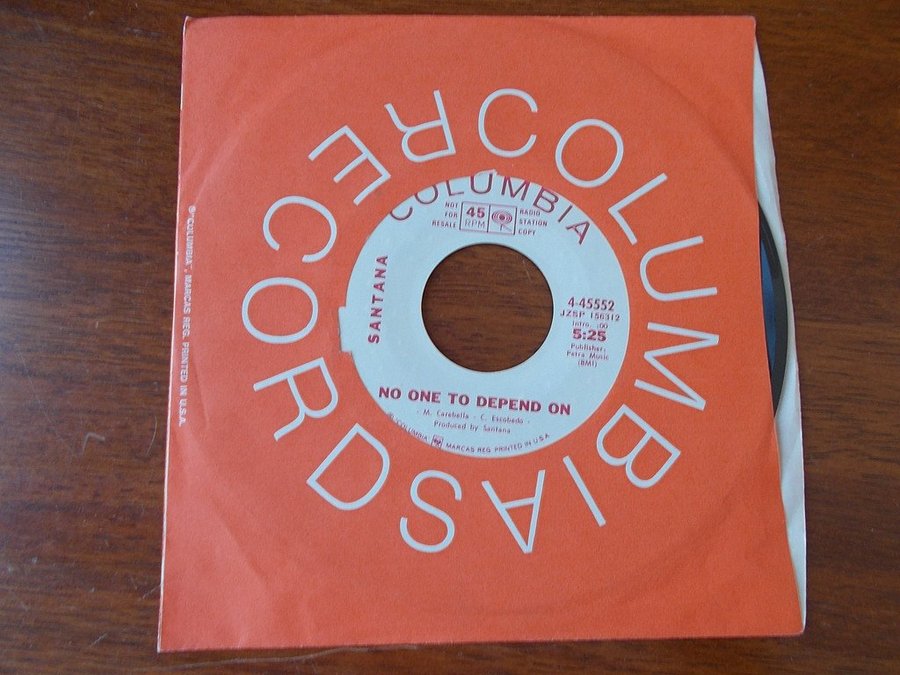 COLUMBIA RECORDS
® "COLUMBIA", MARCAS REG. PRINTED IN U.S.A.
COLUMBIA
NOT FOR RESALE
45 RPM
RADIO STATION COPY
SANTANA
4-45552
JZSP 156312
Intro. :00
5:25
Publisher:
Petra Music
(BMI)
NO ONE TO DEPEND ON
- M. Carebella - C. Escobedo -
Produced by Santana
® "COLUMBIA" MARCAS REG. PRINTED IN U.S.A.